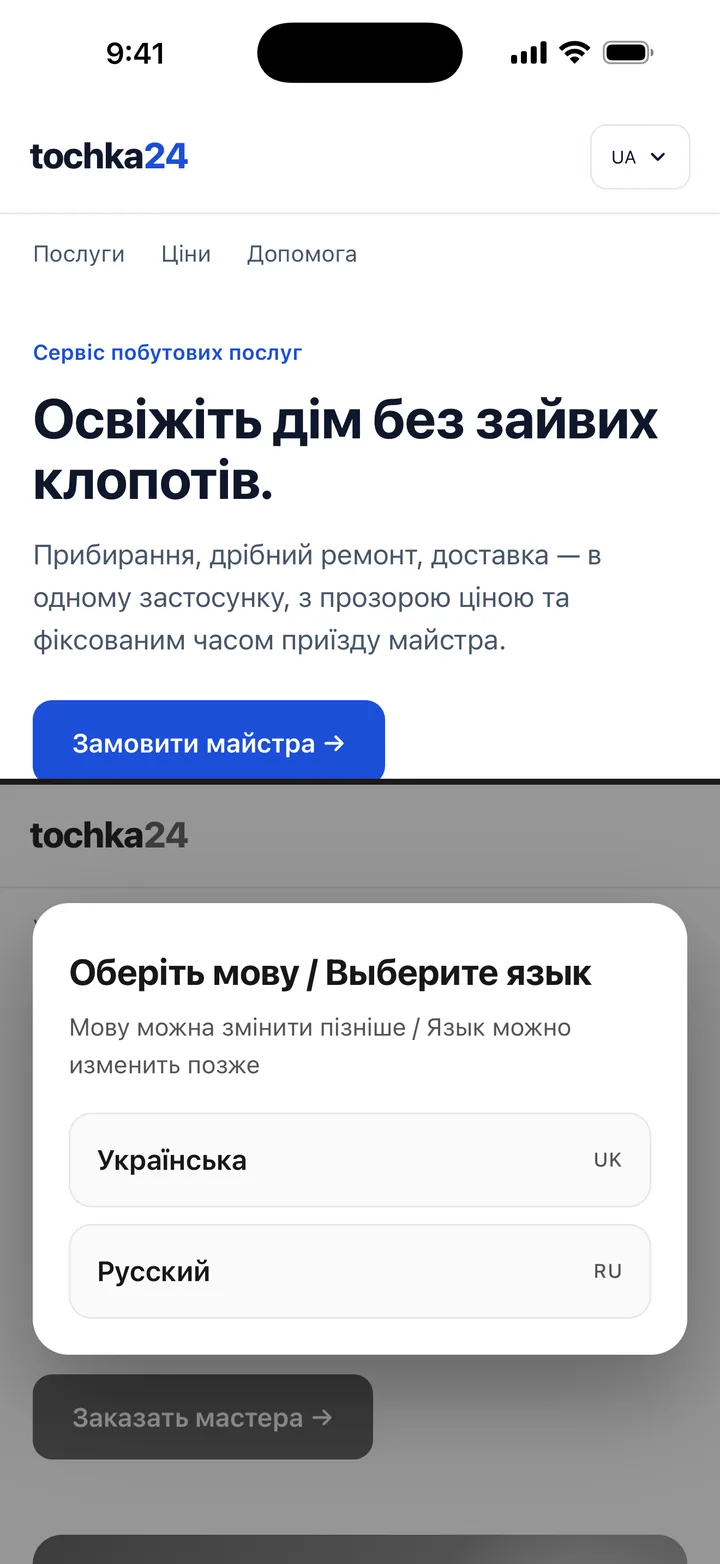 9:41
tochka24
UA
Послуги Ціни Допомога
Сервіс побутових послуг
Освіжіть дім без зайвих
клопотів.
Прибирання, дрібний ремонт, доставка — в
одному застосунку, з прозорою ціною та
фіксованим часом приїзду майстра.
Замовити майстра →
tochka24
Оберіть мову / Выберите язык
Мову можна змінити пізніше / Язык можно
изменить позже
Українська UK
Русский RU
Заказать мастера →